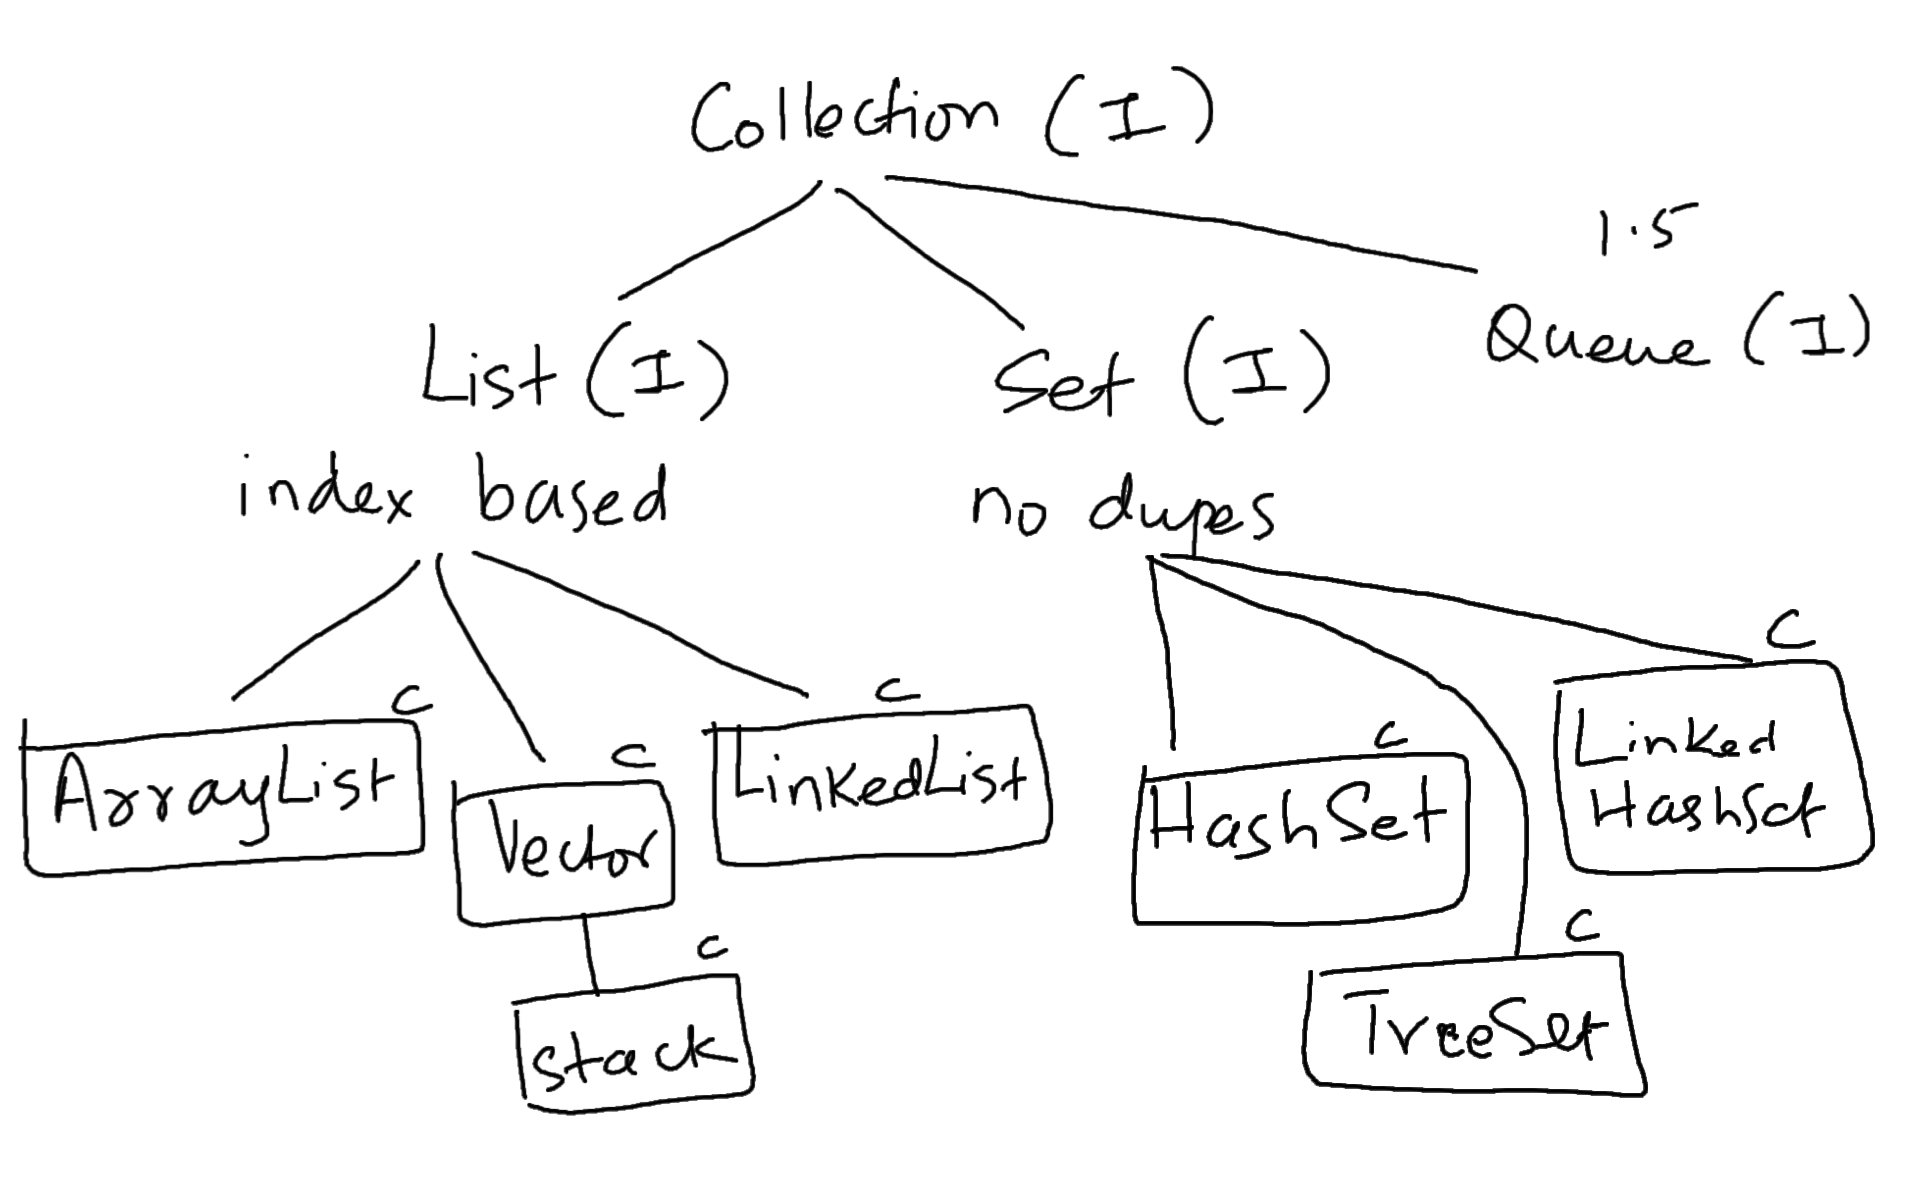 Collection (I)
1.5
List (I)
Set (I)
Queue (I)
index based
no dupes
C
ArrayList
C
Vector
C
LinkedList
C
HashSet
C
Linked
HashSet
C
Stack
C
TreeSet